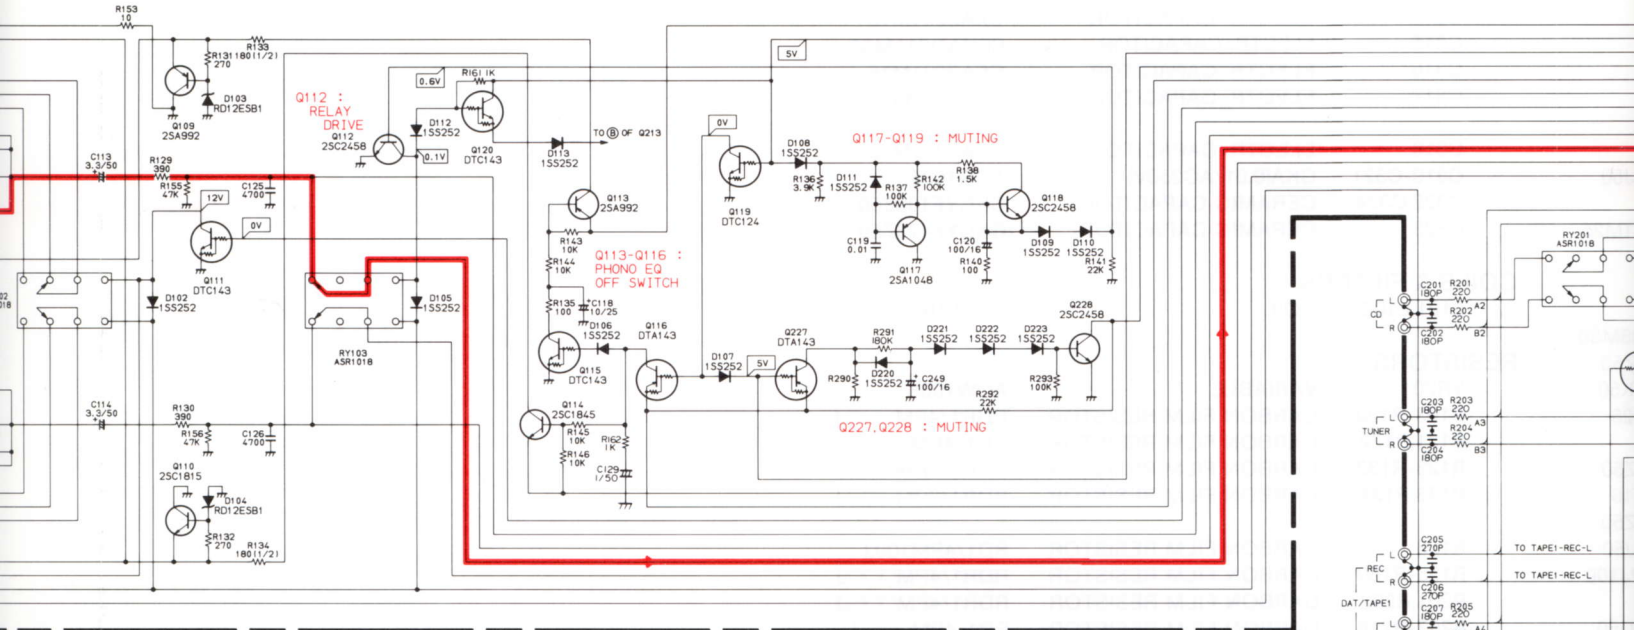 R153
10
R133
R131 180(1/2)
270
D103
RD12ESB1
Q109
2SA992
C113
3.3/50
R129
390
R155
47K
C125
4700
12V
0V
Q111
DTC143
D102
1SS252
RY103
ASR1018
D105
1SS252
C114
3.3/50
R130
390
R156
47K
C126
4700
Q110
2SC1815
D104
RD12ESB1
R132
270
R134
180(1/2)
Q112 :
RELAY
DRIVE
Q112
2SC2458
0.6V
D112
1SS252
0.1V
R161 1K
Q120
DTC143
D113
1SS252
TO B OF Q213
Q113
2SA992
R143
10K
R144
10K
Q113-Q116 :
PHONO EQ
OFF SWITCH
R135
100
C118
10/25
D106
1SS252
Q115
DTC143
Q116
DTA143
Q114
2SC1845
R145
10K
R146
10K
R162
1K
C129
1/50
D107
1SS252
5V
5V
0V
Q119
DTC124
D108
1SS252
R136
3.9K
Q117-Q119 : MUTING
D111
1SS252
R137
100K
R142
100K
R138
1.5K
Q118
2SC2458
C119
0.01
Q117
2SA1048
C120
100/16
R140
100
D109
1SS252
D110
1SS252
R141
22K
Q227
DTA143
R291
180K
D220
1SS252
R290
C249
100/16
D221
1SS252
D222
1SS252
D223
1SS252
Q228
2SC2458
R293
100K
R292
22K
Q227,Q228 : MUTING
RY201
ASR1018
CD
L
R
C201
180P
R201
220
A2
R202
220
B2
C202
180P
TUNER
L
R
C203
180P
R203
220
A3
R204
220
B3
C204
180P
REC
L
R
C205
270P
TO TAPE1-REC-L
TO TAPE1-REC-L
C206
270P
DAT/TAPE1
L
C207
180P
R205
220